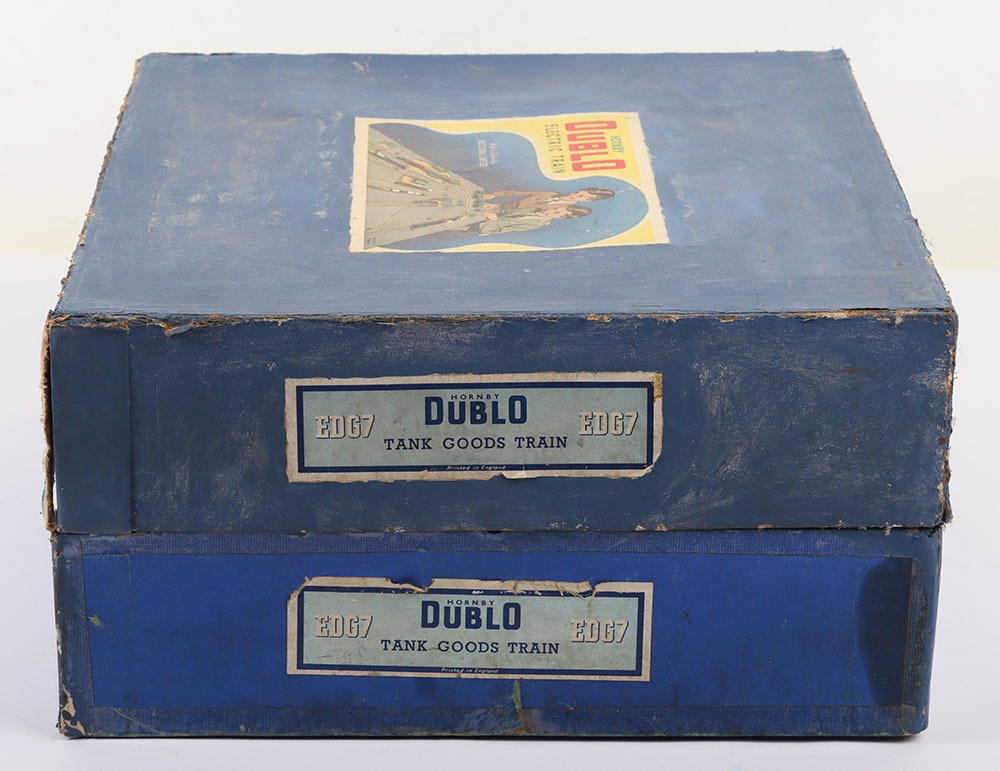 HORNBY
DUBLO
ELECTRIC TRAIN
HORNBY
EDG7 DUBLO EDG7
TANK GOODS TRAIN
Printed in England
HORNBY
EDG7 DUBLO EDG7
TANK GOODS TRAIN
Printed in England